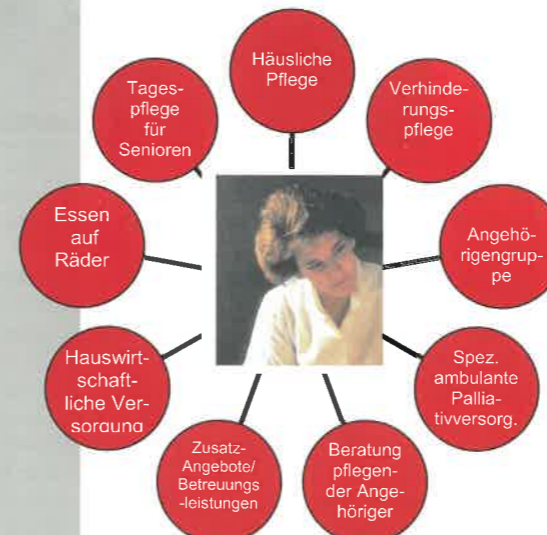 Häusliche
Pflege
Verhinde-
rungs-
pflege
Angehö-
rigengrup-
pe
Spez.
ambulante
Pallia-
tivversorg.
Beratung
pflegen-
der Ange-
höriger
Zusatz-
Angebote/
Betreuungs
-leistungen
Hauswirt-
schaft-
liche Ver-
sorgung
Essen
auf
Räder
Tages-
pflege
für
Senioren